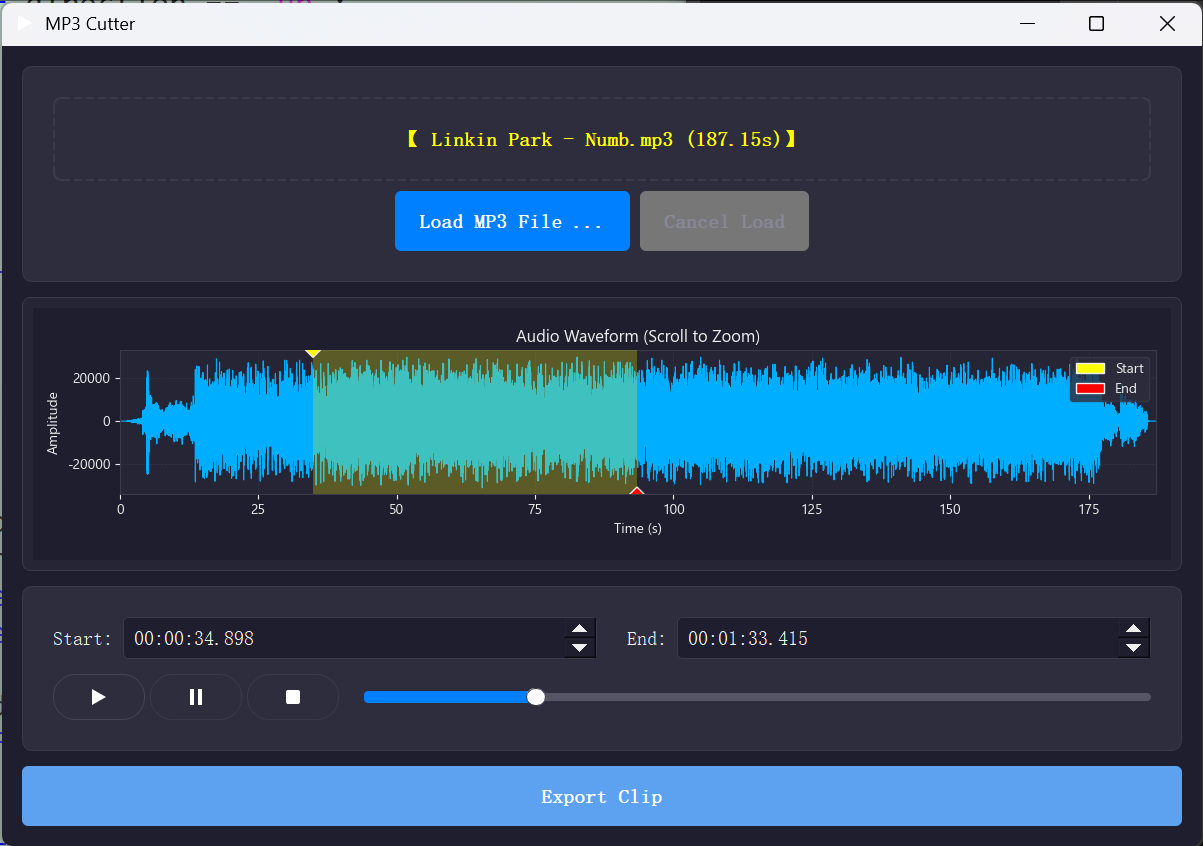 MP3 Cutter
【 Linkin Park - Numb.mp3 (187.15s)】
Load MP3 File ...
Cancel Load
Audio Waveform (Scroll to Zoom)
Start
End
20000
0
-20000
Amplitude
0 25 50 75 100 125 150 175
Time (s)
Start: 00:00:34.898 End: 00:01:33.415
Export Clip